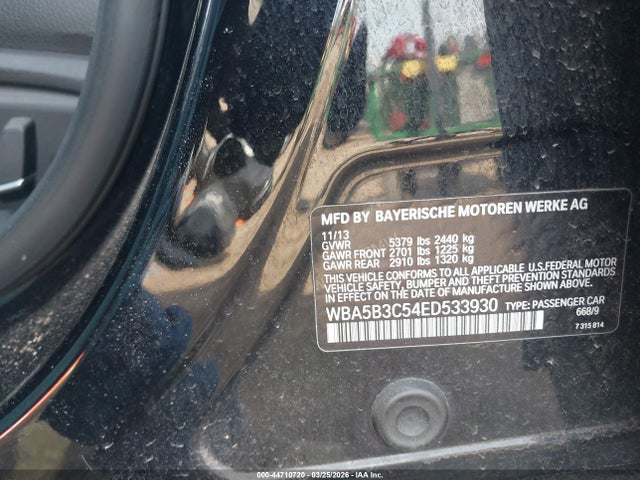 MFD BY BAYERISCHE MOTOREN WERKE AG
11/13
GVWR 5379 lbs 2440 kg
GAWR FRONT 2701 lbs 1225 kg
GAWR REAR 2910 lbs 1320 kg
THIS VEHICLE CONFORMS TO ALL APPLICABLE U.S.FEDERAL MOTOR
VEHICLE SAFETY, BUMPER AND THEFT PREVENTION STANDARDS
IN EFFECT ON THE DATE OF MANUFACTURE SHOWN ABOVE.
WBA5B3C54ED533930 TYPE: PASSENGER CAR
668/9
7 315 814
000-44710720 — 03/25/2026 — IAA Inc.